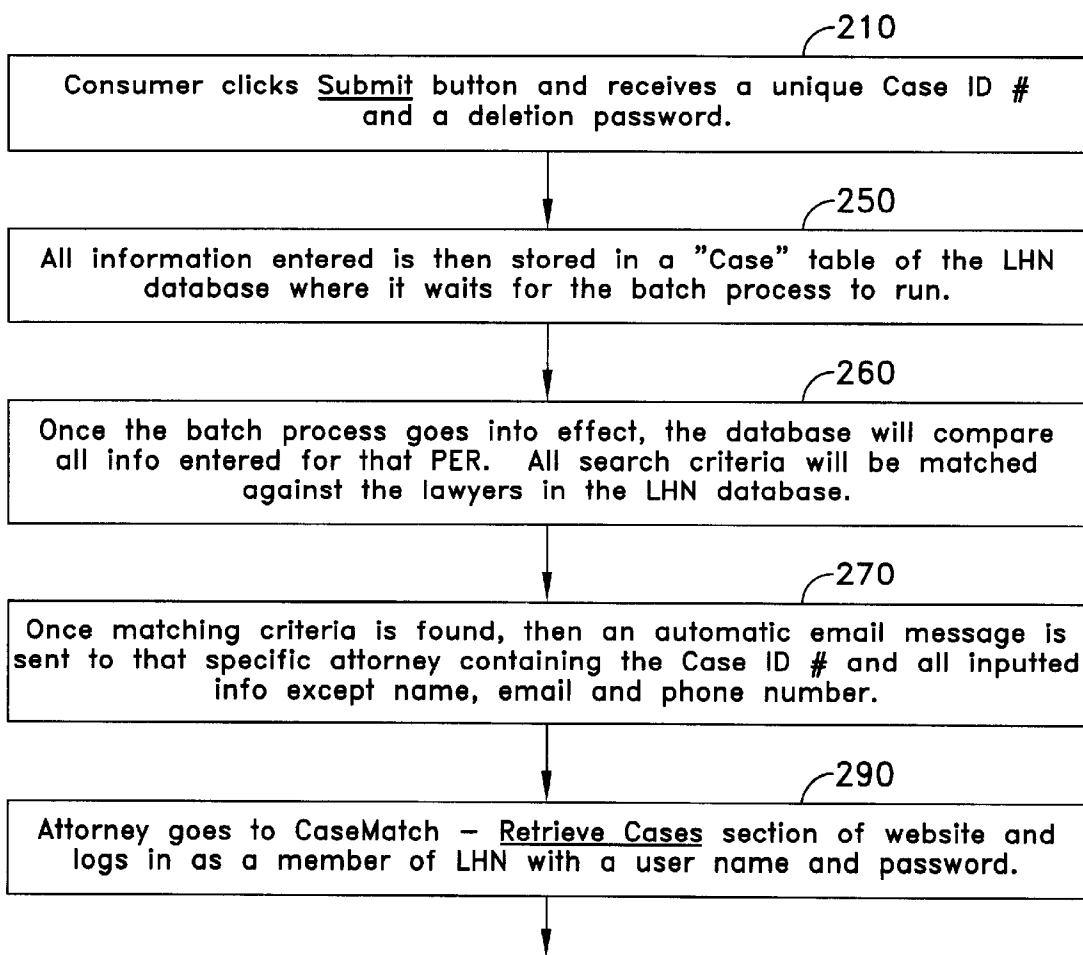 210
Consumer clicks Submit button and receives a unique Case ID #
and a deletion password.
250
All information entered is then stored in a ”Case” table of the LHN
database where it waits for the batch process to run.
260
Once the batch process goes into effect, the database will compare
all info entered for that PER. All search criteria will be matched
against the lawyers in the LHN database.
270
Once matching criteria is found, then an automatic email message is
sent to that specific attorney containing the Case ID # and all inputted
info except name, email and phone number.
290
Attorney goes to CaseMatch – Retrieve Cases section of website and
logs in as a member of LHN with a user name and password.